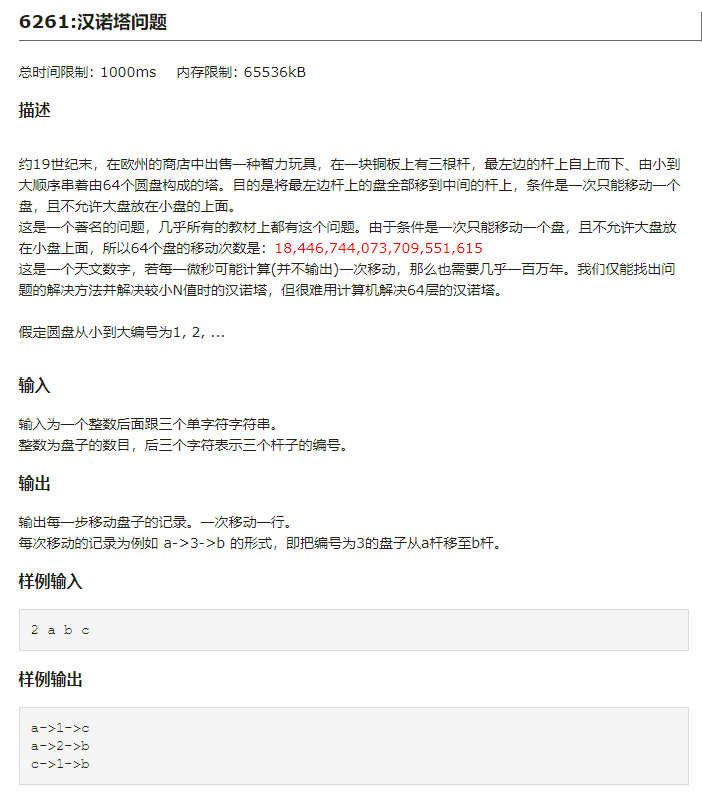 6261:汉诺塔问题
总时间限制: 1000ms 内存限制: 65536kB
描述
约19世纪末，在欧州的商店中出售一种智力玩具，在一块铜板上有三根杆，最左边的杆上自上而下、由小到
大顺序串着由64个圆盘构成的塔。目的是将最左边杆上的盘全部移到中间的杆上，条件是一次只能移动一个
盘，且不允许大盘放在小盘的上面。
这是一个著名的问题，几乎所有的教材上都有这个问题。由于条件是一次只能移动一个盘，且不允许大盘放
在小盘上面，所以64个盘的移动次数是：18,446,744,073,709,551,615
这是一个天文数字，若每一微秒可能计算(并不输出)一次移动，那么也需要几乎一百万年。我们仅能找出问
题的解决方法并解决较小N值时的汉诺塔，但很难用计算机解决64层的汉诺塔。
假定圆盘从小到大编号为1, 2, ...
输入
输入为一个整数后面跟三个单字符字符串。
整数为盘子的数目，后三个字符表示三个杆子的编号。
输出
输出每一步移动盘子的记录。一次移动一行。
每次移动的记录为例如 a->3->b 的形式，即把编号为3的盘子从a杆移至b杆。
样例输入
2 a b c
样例输出
a->1->c
a->2->b
c->1->b